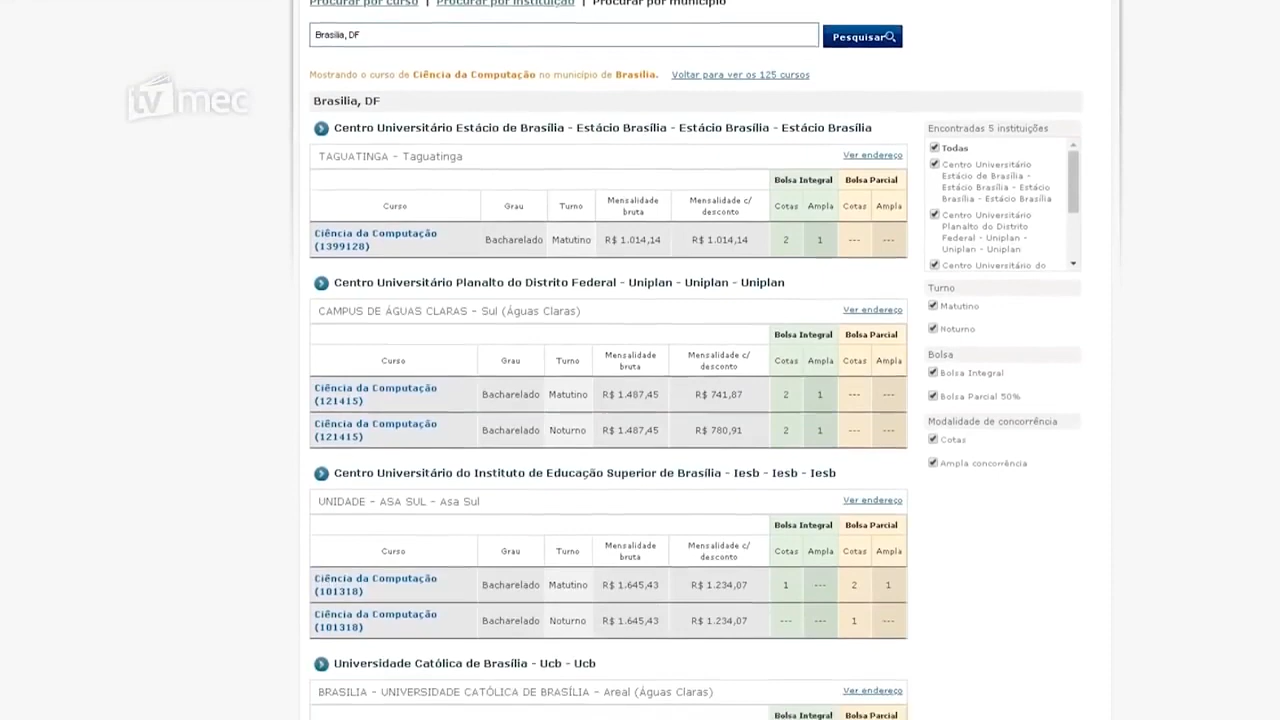 Procurar por curso | Procurar por instituição | Procurar por município
Brasilia, DF
Pesquisar
tv mec
Mostrando o curso de Ciência da Computação no município de Brasilia. Voltar para ver os 125 cursos
Brasilia, DF
Centro Universitário Estácio de Brasília - Estácio Brasília - Estácio Brasília - Estácio Brasília
TAGUATINGA - Taguatinga Ver endereço
Bolsa Integral Bolsa Parcial
Curso Grau Turno Mensalidade bruta Mensalidade c/ desconto Cotas Ampla Cotas Ampla
Ciência da Computação (1399128) Bacharelado Matutino R$ 1.014,14 R$ 1.014,14 2 1 --- ---
Centro Universitário Planalto do Distrito Federal - Uniplan - Uniplan - Uniplan
CAMPUS DE ÁGUAS CLARAS - Sul (Águas Claras) Ver endereço
Bolsa Integral Bolsa Parcial
Curso Grau Turno Mensalidade bruta Mensalidade c/ desconto Cotas Ampla Cotas Ampla
Ciência da Computação (121415) Bacharelado Matutino R$ 1.487,45 R$ 741,87 2 1 --- ---
Ciência da Computação (121415) Bacharelado Noturno R$ 1.487,45 R$ 780,91 2 1 --- ---
Centro Universitário do Instituto de Educação Superior de Brasília - Iesb - Iesb - Iesb
UNIDADE - ASA SUL - Asa Sul Ver endereço
Bolsa Integral Bolsa Parcial
Curso Grau Turno Mensalidade bruta Mensalidade c/ desconto Cotas Ampla Cotas Ampla
Ciência da Computação (101318) Bacharelado Matutino R$ 1.645,43 R$ 1.234,07 1 --- 2 1
Ciência da Computação (101318) Bacharelado Noturno R$ 1.645,43 R$ 1.234,07 --- --- 1 ---
Universidade Católica de Brasília - Ucb - Ucb
BRASILIA - UNIVERSIDADE CATÓLICA DE BRASÍLIA - Areal (Águas Claras) Ver endereço
Bolsa Integral Bolsa Parcial
Encontradas 5 instituições
Todas
Centro Universitário
Estácio de Brasília -
Estácio Brasília - Estácio
Brasília - Estácio Brasília
Centro Universitário
Planalto do Distrito
Federal - Uniplan -
Uniplan - Uniplan
Centro Universitário do
Turno
Matutino
Noturno
Bolsa
Bolsa Integral
Bolsa Parcial 50%
Modalidade de concorrência
Cotas
Ampla concorrência